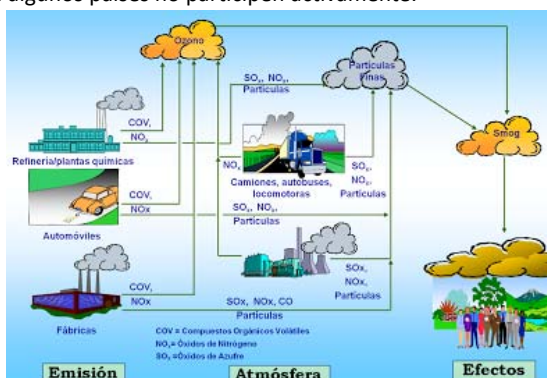 algunos países no participen activamente.
Ozono
SOx, NOx,
Partículas
Partículas
Finas
COV,
NOx
Refinería/plantas químicas
NOx
Camiones, autobuses,
locomotoras
SOx,
NOx,
Partículas
Smog
COV,
NOx
Automóviles
SOx, NOx,
Partículas
COV,
NOx
Fábricas
SOx, NOx, CO
Partículas
SOx,
NOx,
Partículas
COV = Compuestos Orgánicos Volátiles
NOx= Óxidos de Nitrógeno
SOx =Óxidos de Azufre
Emisión
Atmósfera
Efectos